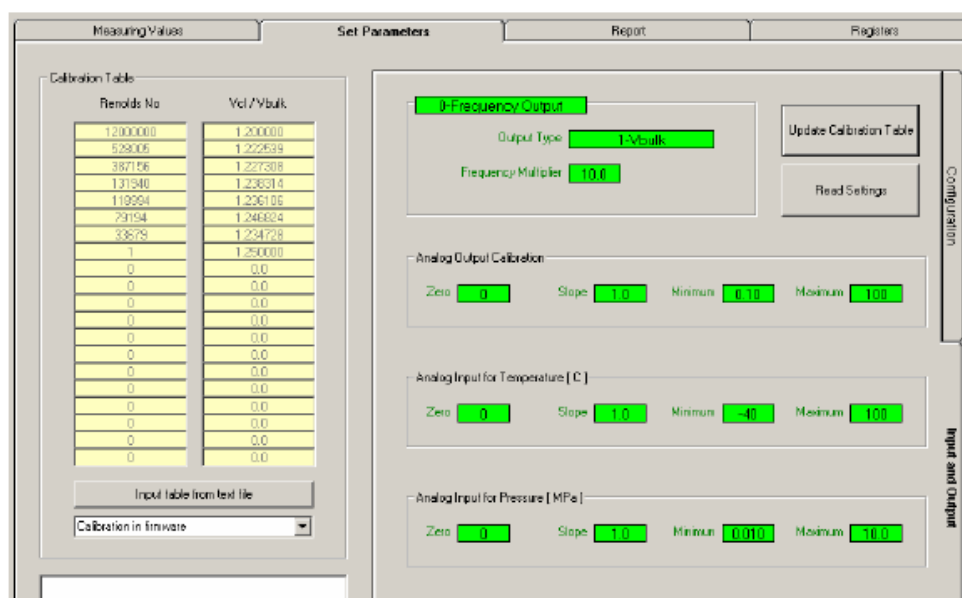 Measuring Values Set Parameters Report Registers
Calibration Table
Renolds No Vcl / Vbulk
12000000 1.200000
528005 1.222539
387156 1.227308
131940 1.238314
118994 1.236106
79194 1.246824
33679 1.234728
1 1.250000
0 0.0
0 0.0
0 0.0
0 0.0
0 0.0
0 0.0
0 0.0
0 0.0
0 0.0
0 0.0
0 0.0
0 0.0
Input table from text file
Calibration in firmware
0-Frequency Output
Output Type 1-Vbulk
Frequency Multiplier 10.0
Update Calibration Table
Read Settings
Analog Output Calibration
Zero 0 Slope 1.0 Minimum 0.10 Maximum 100
Analog Input for Temperature [ C ]
Zero 0 Slope 1.0 Minimum -40 Maximum 100
Analog Input for Pressure [ MPa ]
Zero 0 Slope 1.0 Minimun 0.010 Maximum 10.0
Configuration
Input and Output